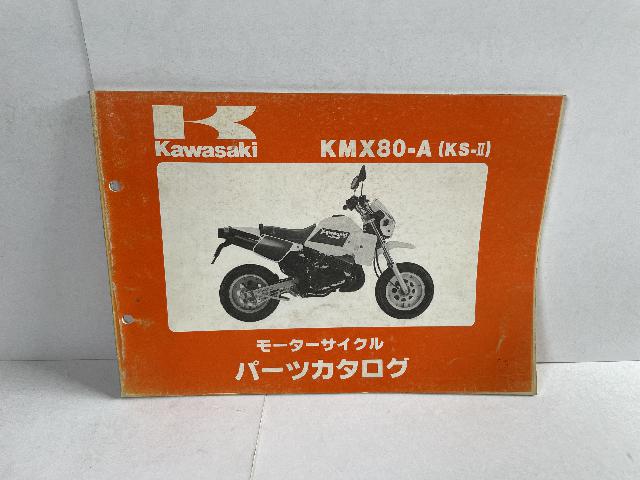 Kawasaki
KMX80-A (KS-II)
Kawasaki
モーターサイクル
パーツカタログ